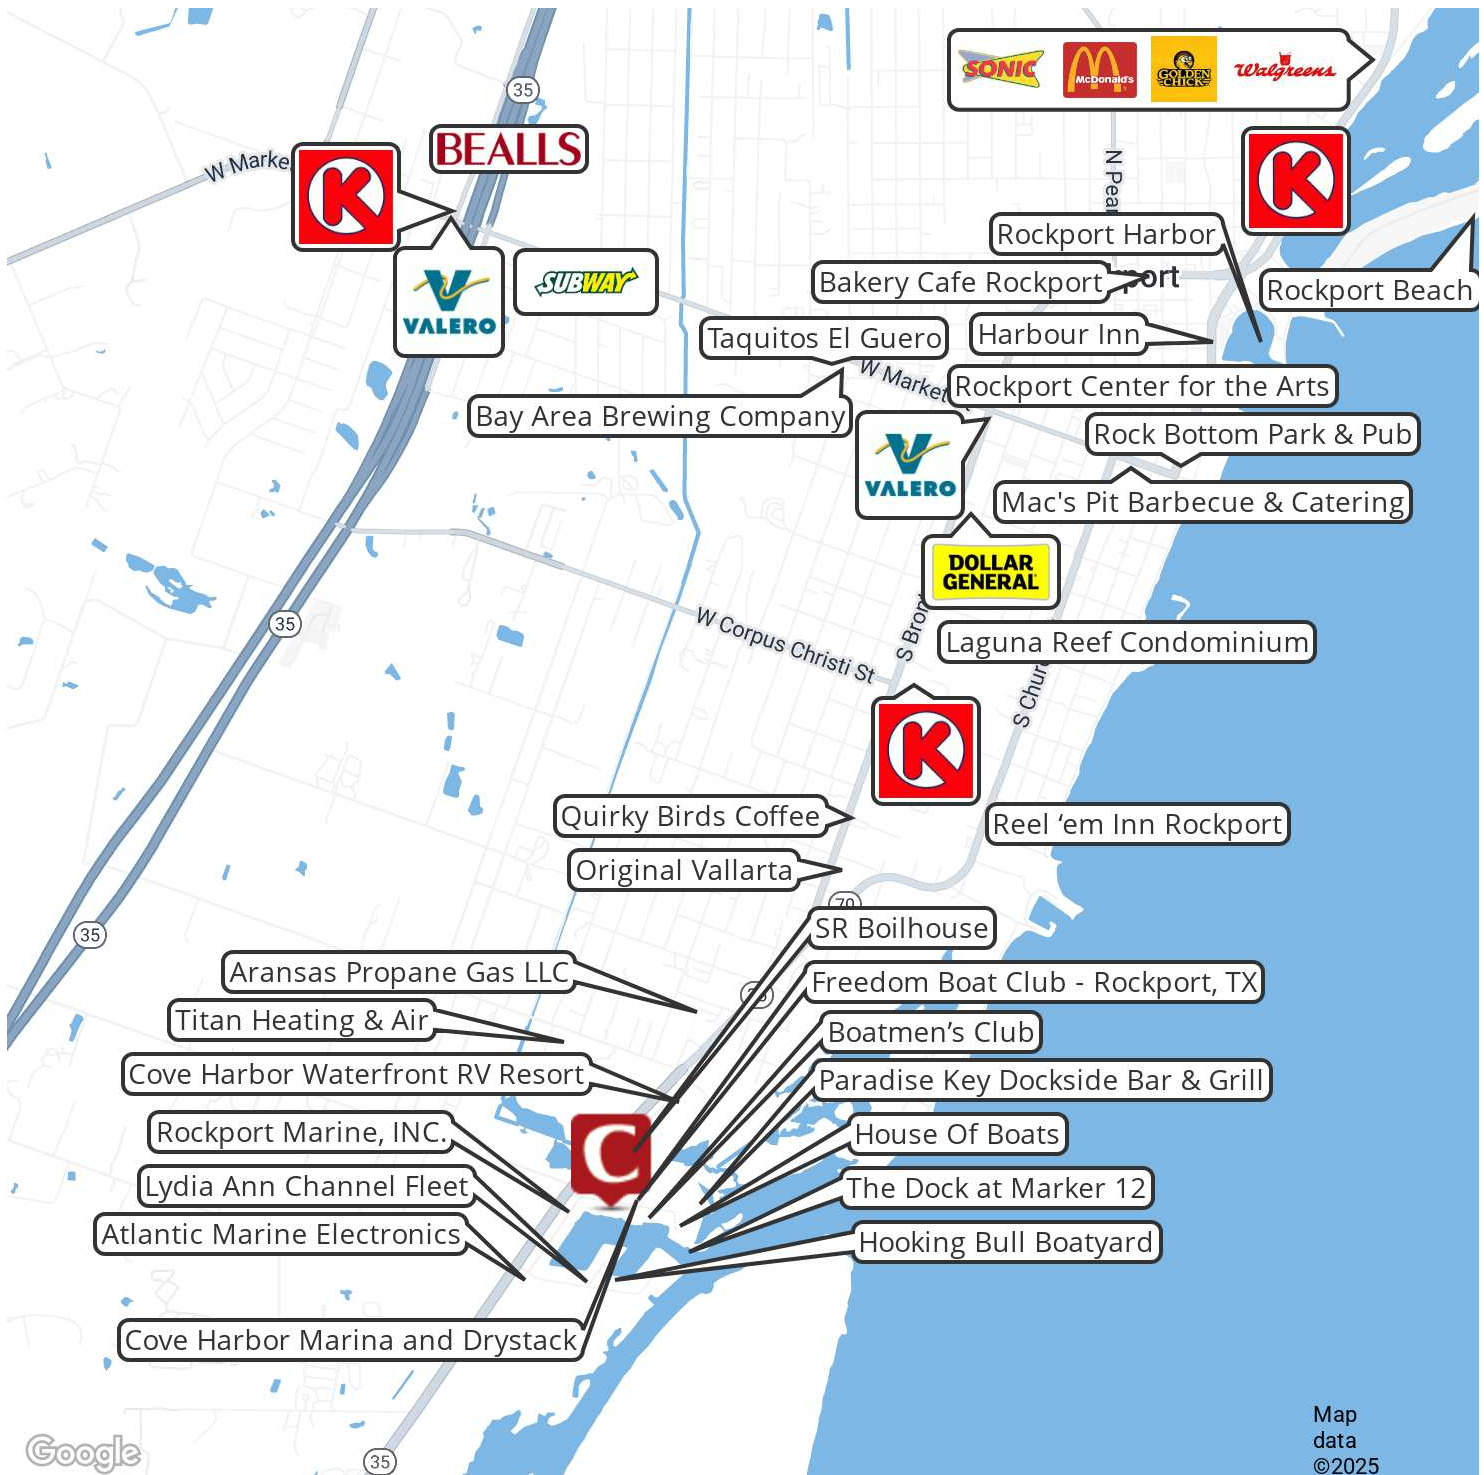 35
SONIC
McDonald's
GOLDEN CHICK
Walgreens
W Marke
BEALLS
K
K
N Pear
Rockport Harbor
VALERO
SUBWAY
Bakery Cafe Rockport
port
Rockport Beach
Taquitos El Guero
Harbour Inn
W Market
Rockport Center for the Arts
Bay Area Brewing Company
Rock Bottom Park & Pub
VALERO
Mac's Pit Barbecue & Catering
DOLLAR
GENERAL
35
W Corpus Christi St
S Bront
Laguna Reef Condominium
S Churc
K
Quirky Birds Coffee
Reel ‘em Inn Rockport
Original Vallarta
70
35
SR Boilhouse
Aransas Propane Gas LLC
Freedom Boat Club - Rockport, TX
Titan Heating & Air
Boatmen’s Club
Cove Harbor Waterfront RV Resort
Paradise Key Dockside Bar & Grill
Rockport Marine, INC.
C
House Of Boats
Lydia Ann Channel Fleet
The Dock at Marker 12
Atlantic Marine Electronics
Hooking Bull Boatyard
Cove Harbor Marina and Drystack
Google
35
Map
data
©2025